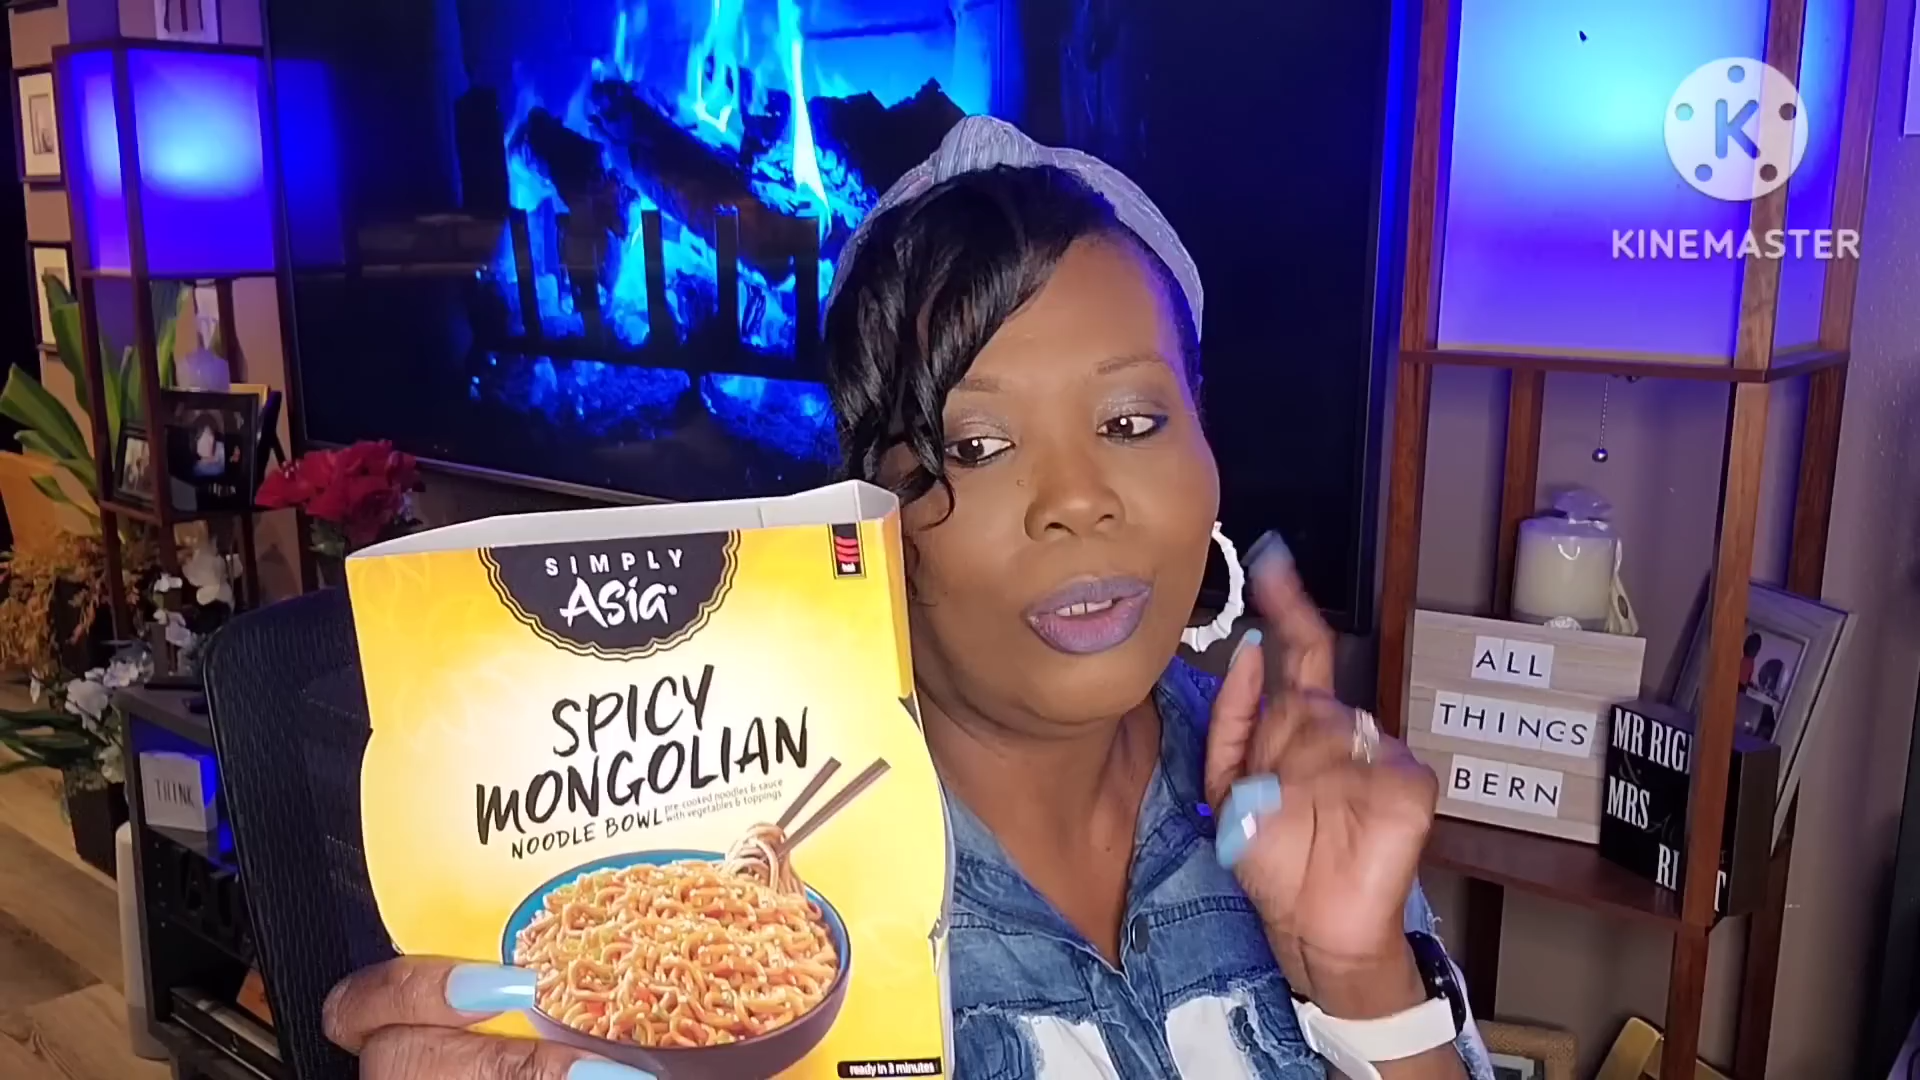 KINEMASTER
SIMPLY
Asia
SPICY
MONGOLIAN
NOODLE BOWL
pre-cooked noodles & sauce
with vegetables & toppings
ready in 3 minutes
ALL
THINGS
BERN
MR RIG
MRS
THINK